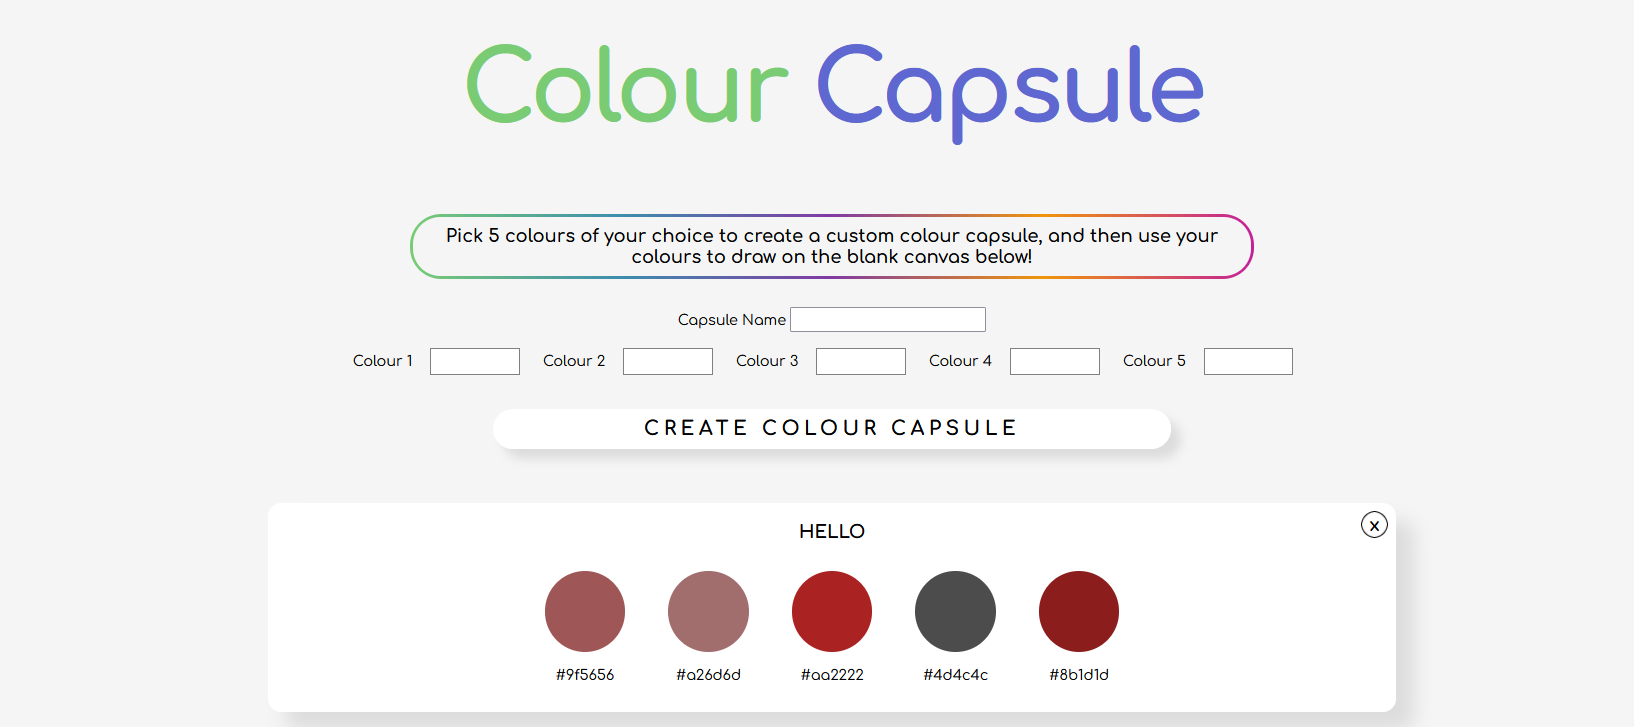 Colour Capsule
Pick 5 colours of your choice to create a custom colour capsule, and then use your
colours to draw on the blank canvas below!
Capsule Name
Colour 1 Colour 2 Colour 3 Colour 4 Colour 5
CREATE COLOUR CAPSULE
HELLO
x
#9f5656 #a26d6d #aa2222 #4d4c4c #8b1d1d